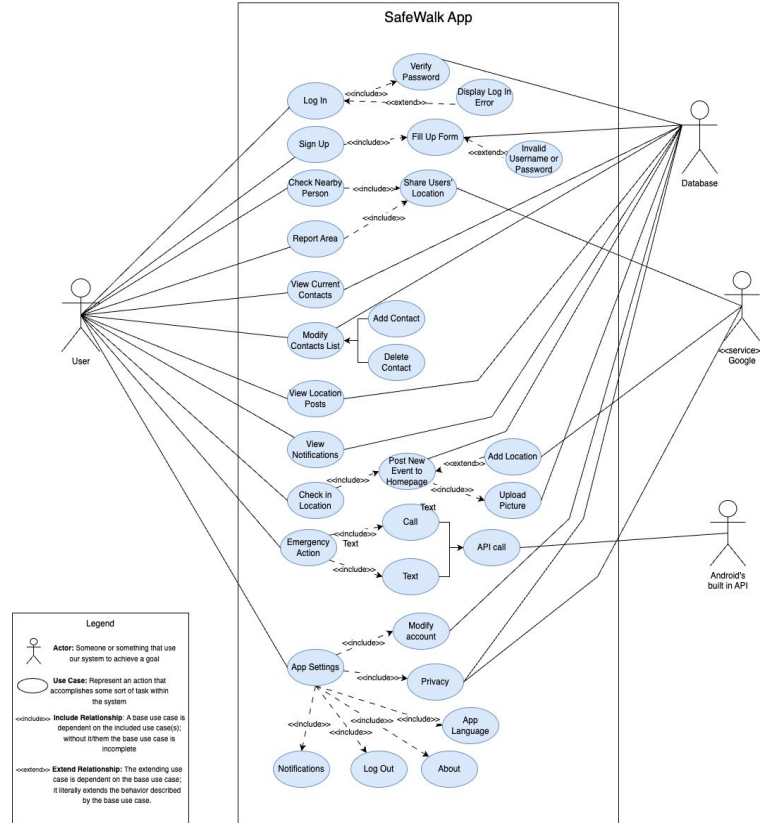 SafeWalk App
Verify
Password
<<include>>
Log In
<<extend>>
Display Log In
Error
Sign Up
<<include>>
Fill Up Form
<<extend>>
Invalid
Username or
Password
Database
Check Nearby
Person
<<include>>
Share Users'
Location
<<include>>
Report Area
View Current
Contacts
Add Contact
Modify
Contacts List
Delete
Contact
User
<<service>>
Google
View Location
Posts
View
Notifications
Post New
Event to
Homepage
<<extend>>
Add Location
<<include>>
Check in
Location
<<include>>
Upload
Picture
Text
Call
<<include>>
Text
Emergency
Action
API call
<<include>>
Text
Android's
built in API
Modify
account
<<include>>
App Settings
<<include>>
Privacy
<<include>>
<<include>>
<<include>>
<<include>>
App
Language
Notifications
Log Out
About
Legend
Actor: Someone or something that use
our system to achieve a goal
Use Case: Represent an action that
accomplishes some sort of task within
the system
<<include>> Include Relationship: A base use case is
dependent on the included use case(s);
without it/them the base use case is
incomplete
<<extend>> Extend Relationship: The extending use
case is dependent on the base use case;
it literally extends the behavior described
by the base use case.